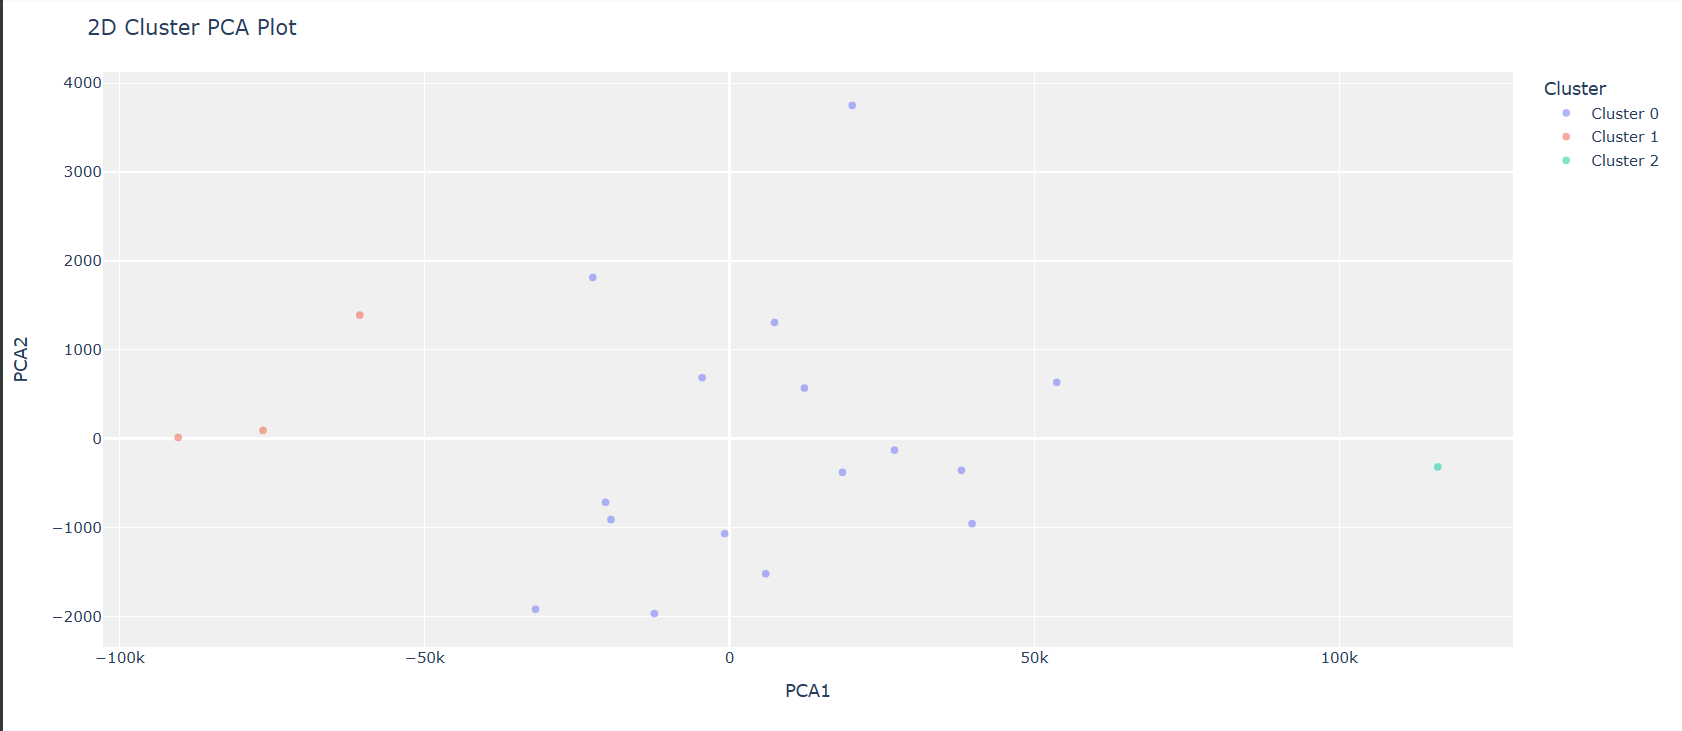 2D Cluster PCA Plot
Cluster
Cluster 0
Cluster 1
Cluster 2
4000
3000
2000
1000
0
−1000
−2000
PCA2
−100k
−50k
0
50k
100k
PCA1